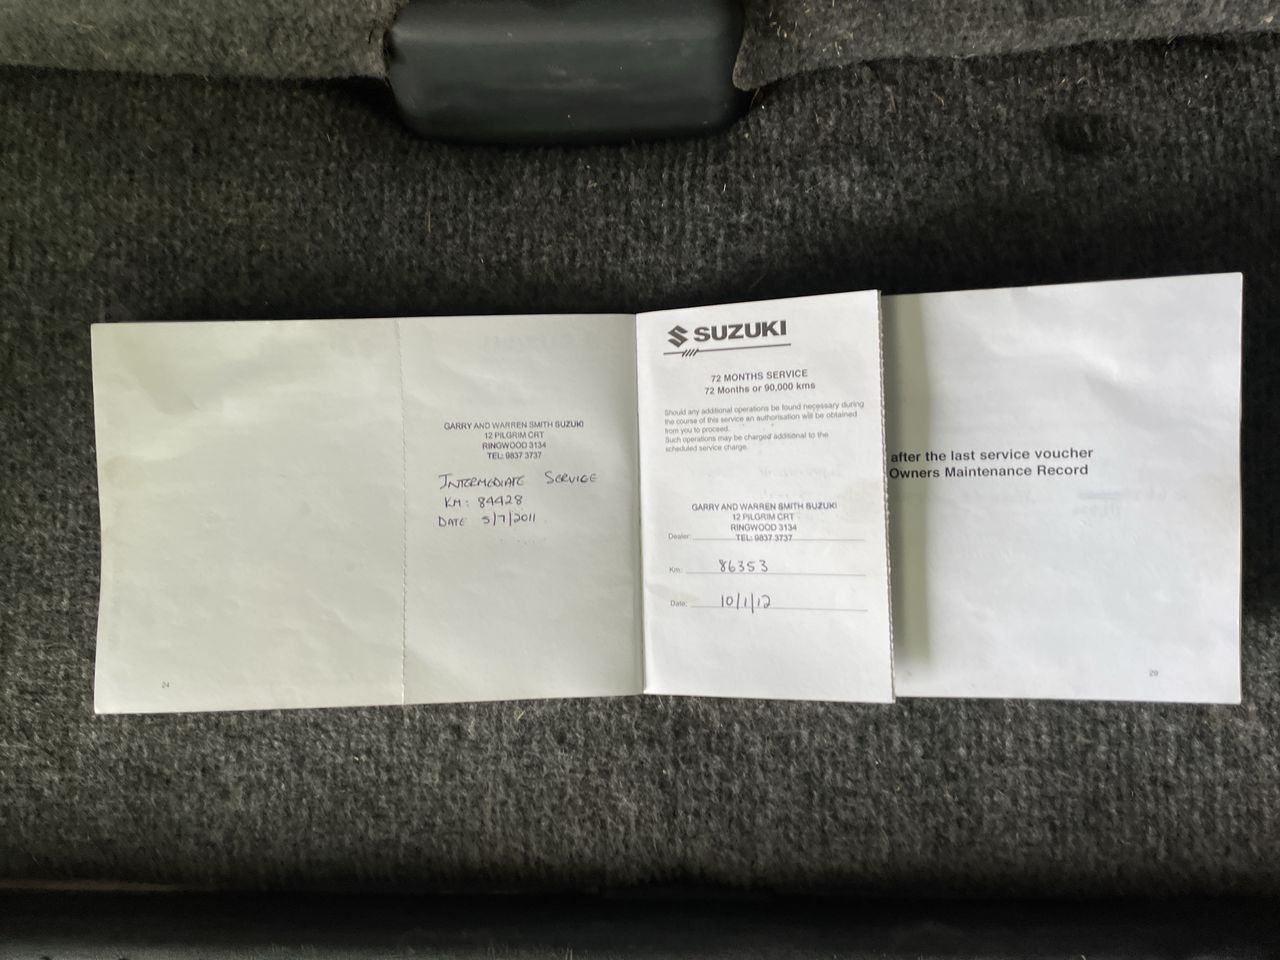 GARRY AND WARREN SMITH SUZUKI
12 PILGRIM CRT
RINGWOOD 3134
TEL: 9837 3737
INTERMEDIATE SERVICE
KM: 84428
DATE 5/7/2011
24
SUZUKI
72 MONTHS SERVICE
72 Months or 90,000 kms
Should any additional operations be found necessary during
the course of this service an authorisation will be obtained
from you to proceed.
Such operations may be charged additional to the
scheduled service charge.
GARRY AND WARREN SMITH SUZUKI
12 PILGRIM CRT
RINGWOOD 3134
Dealer: TEL: 9837 3737
Km: 86353
Date: 10/1/12
after the last service voucher
Owners Maintenance Record
29